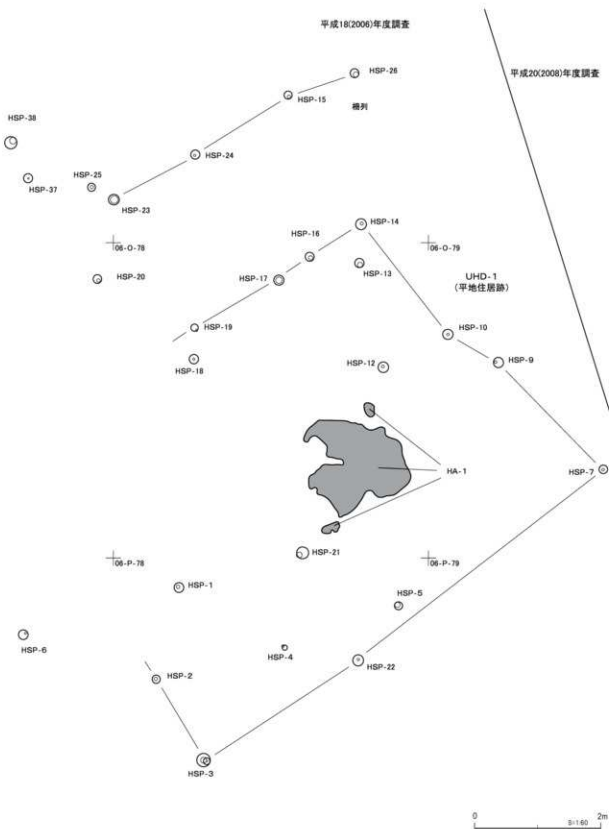 平成18(2006)年度調査
平成20(2008)年度調査
HSP-26
HSP-15
柵列
HSP-38
HSP-24
HSP-37
HSP-25
HSP-23
HSP-14
06-O-78
HSP-16
06-O-79
HSP-13
HSP-20
HSP-17
UHD-1
(平地住居跡)
HSP-19
HSP-10
HSP-18
HSP-12
HSP-9
HA-1
HSP-7
HSP-21
06-P-78
06-P-79
HSP-1
HSP-5
HSP-6
HSP-4
HSP-22
HSP-2
HSP-3
0
2m
S=1:60